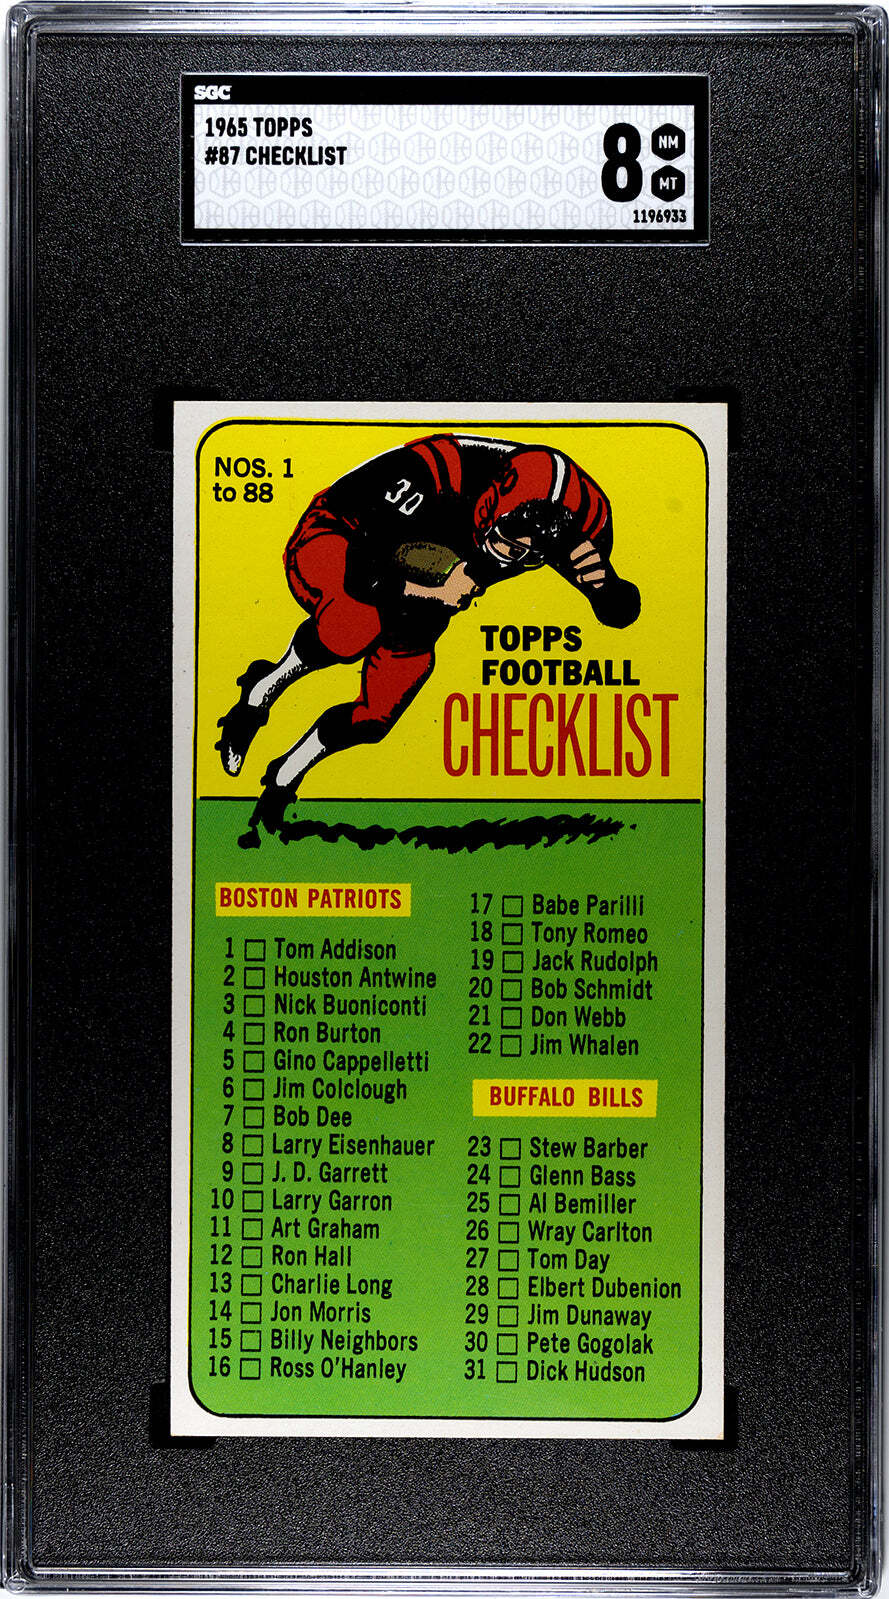 SGC
1965 TOPPS
#87 CHECKLIST
8
NM
MT
1196933
NOS. 1
to 88
30
TOPPS
FOOTBALL
CHECKLIST
BOSTON PATRIOTS
1 Tom Addison
2 Houston Antwine
3 Nick Buoniconti
4 Ron Burton
5 Gino Cappelletti
6 Jim Colclough
7 Bob Dee
8 Larry Eisenhauer
9 J. D. Garrett
10 Larry Garron
11 Art Graham
12 Ron Hall
13 Charlie Long
14 Jon Morris
15 Billy Neighbors
16 Ross O'Hanley
17 Babe Parilli
18 Tony Romeo
19 Jack Rudolph
20 Bob Schmidt
21 Don Webb
22 Jim Whalen
BUFFALO BILLS
23 Stew Barber
24 Glenn Bass
25 Al Bemiller
26 Wray Carlton
27 Tom Day
28 Elbert Dubenion
29 Jim Dunaway
30 Pete Gogolak
31 Dick Hudson